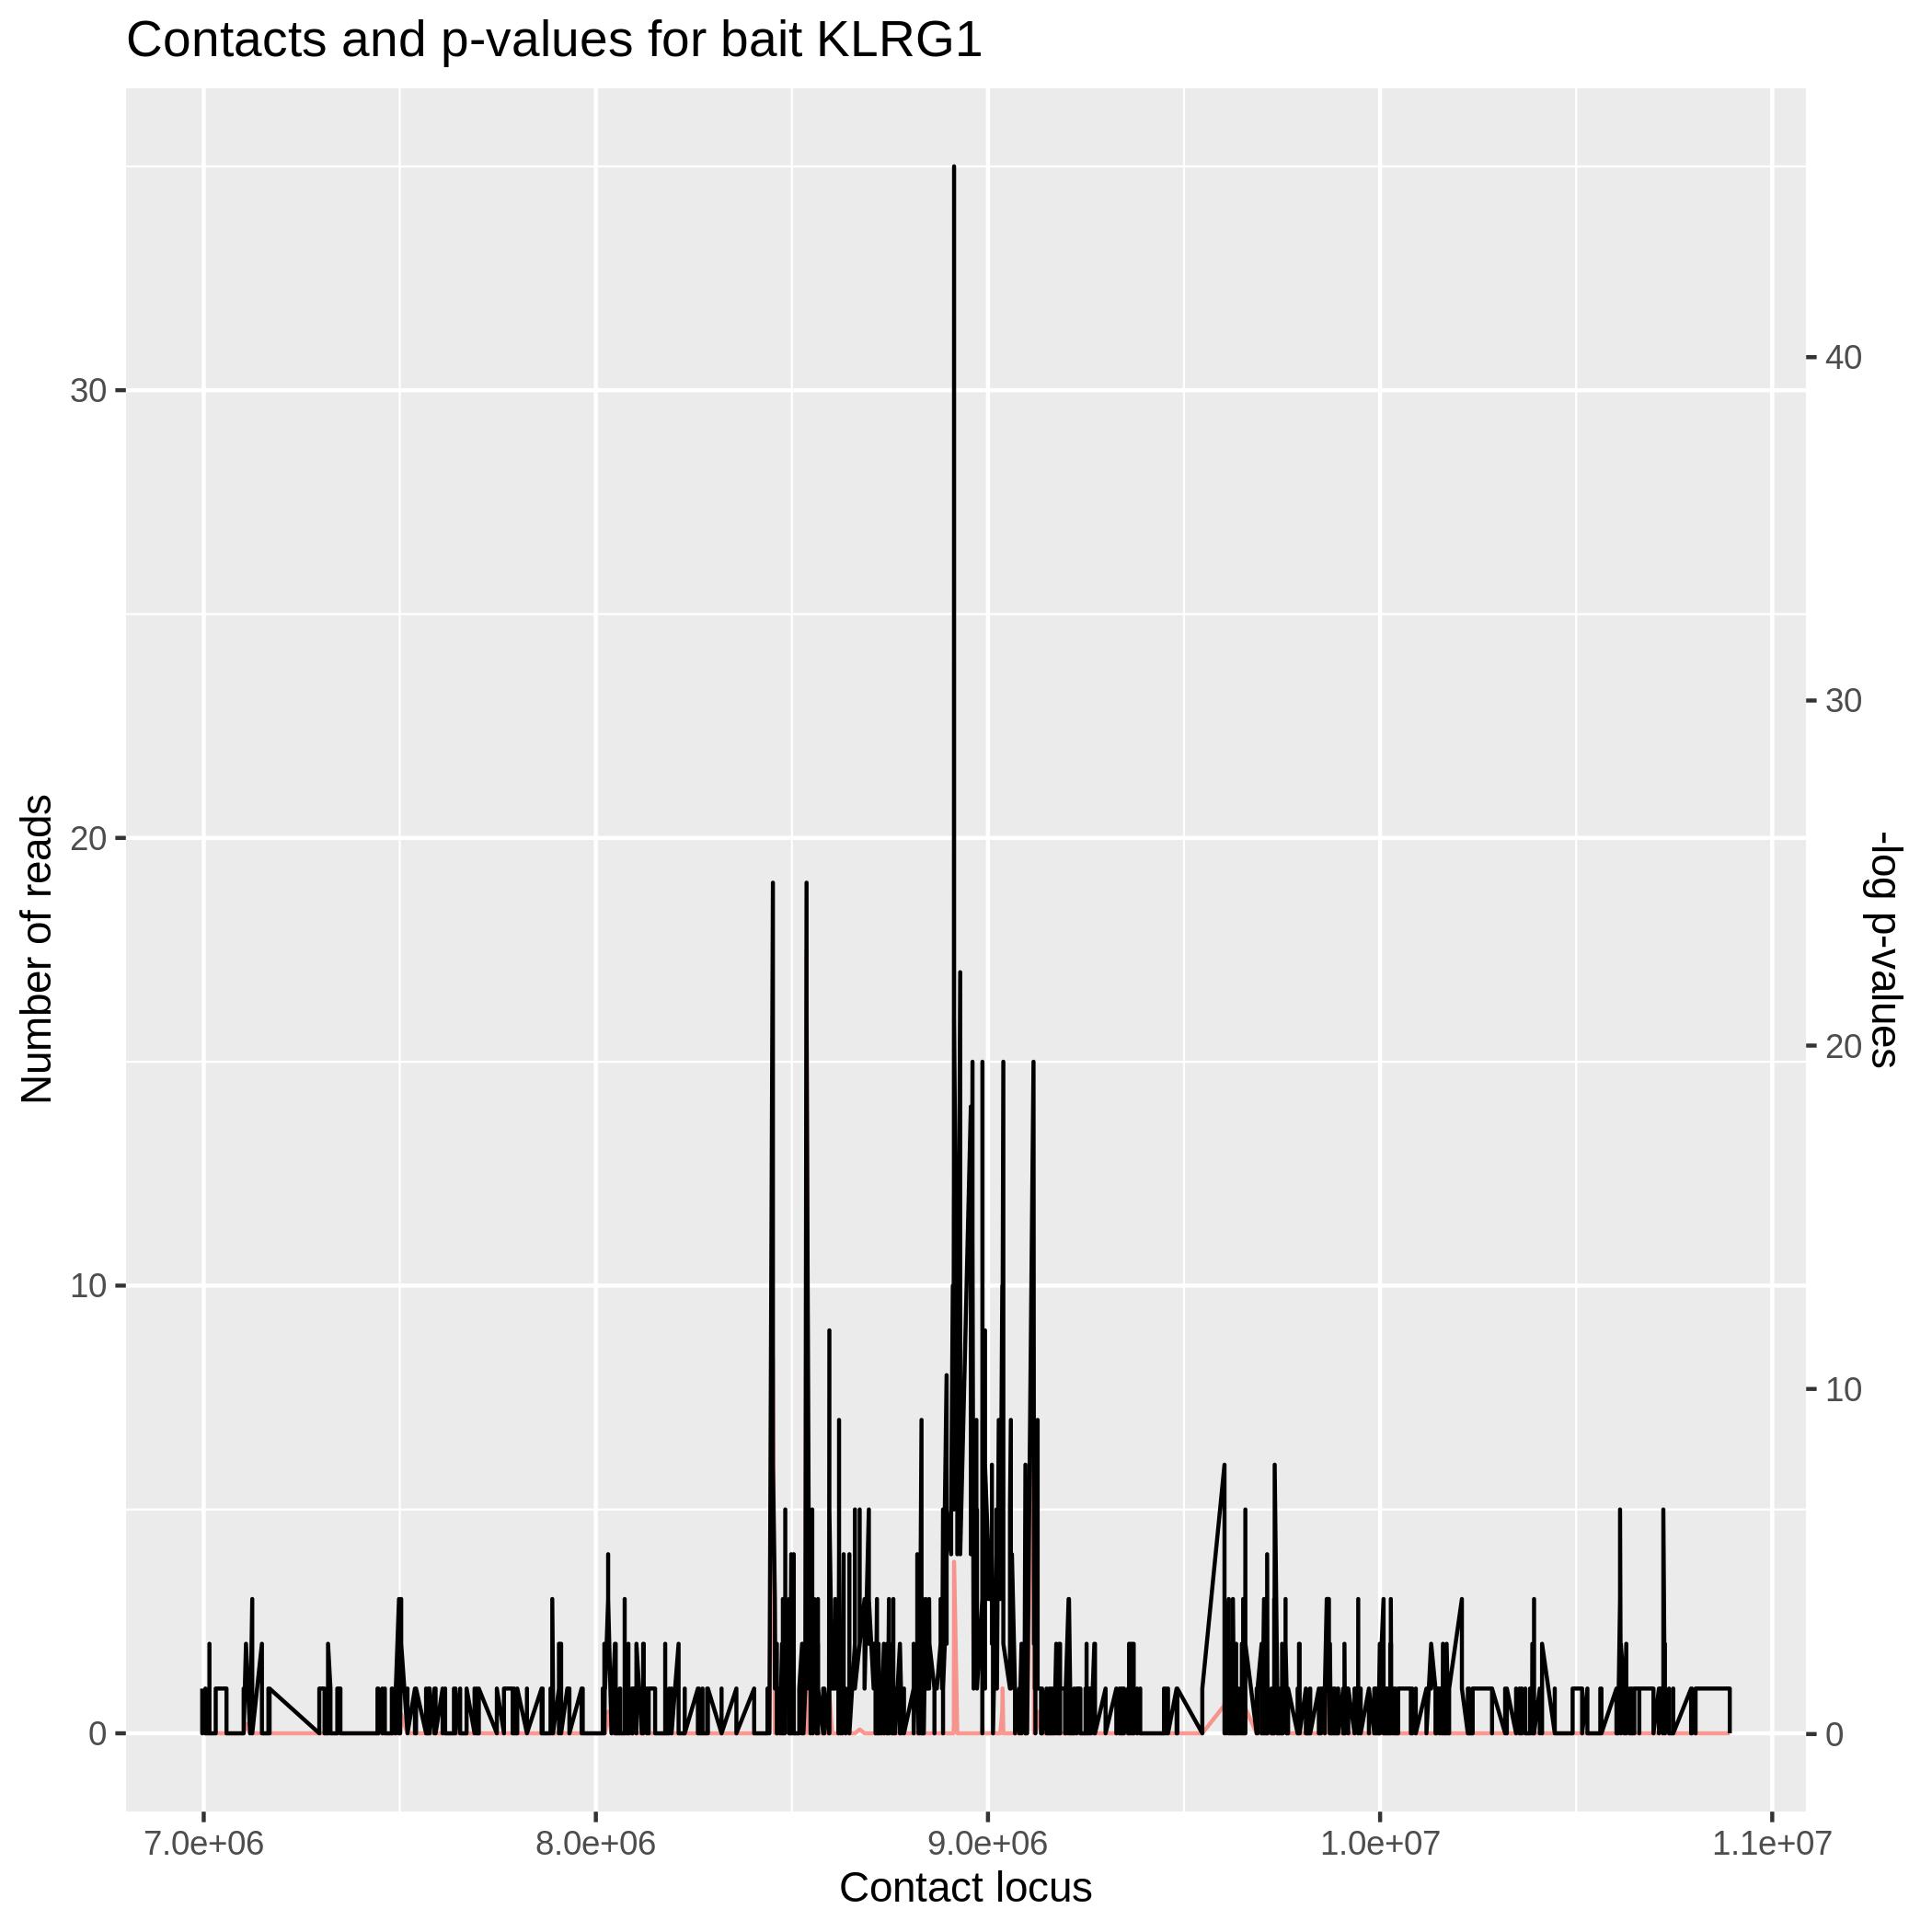 Contacts and p-values for bait KLRG1
Number of reads
30
20
10
0
40
30
20
10
0
-log p-values
7.0e+06 8.0e+06 9.0e+06 1.0e+07 1.1e+07
Contact locus